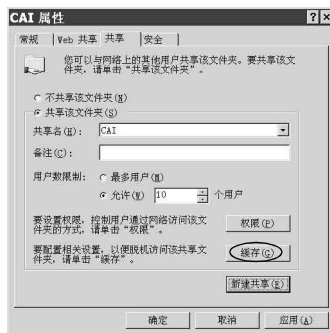 CAI 属性
常规 Web 共享 共享 安全
您可以与网络上的其他用户共享该文件夹。要共享该文
件夹，请单击“共享该文件夹”。
不共享该文件夹(N)
共享该文件夹(S)
共享名(H): CAI
备注(C):
用户数限制: 最多用户(M)
允许(W) 10 个用户
要设置权限，控制用户通过网络访问该文
件夹的方式，请单击“权限”。
权限(P)
要配置相关设置，以便脱机访问该共享文
件夹，请单击“缓存”。
缓存(G)
新建共享(E)
确定 取消 应用(A)